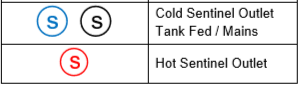 S S Cold Sentinel Outlet
Tank Fed / Mains
S Hot Sentinel Outlet